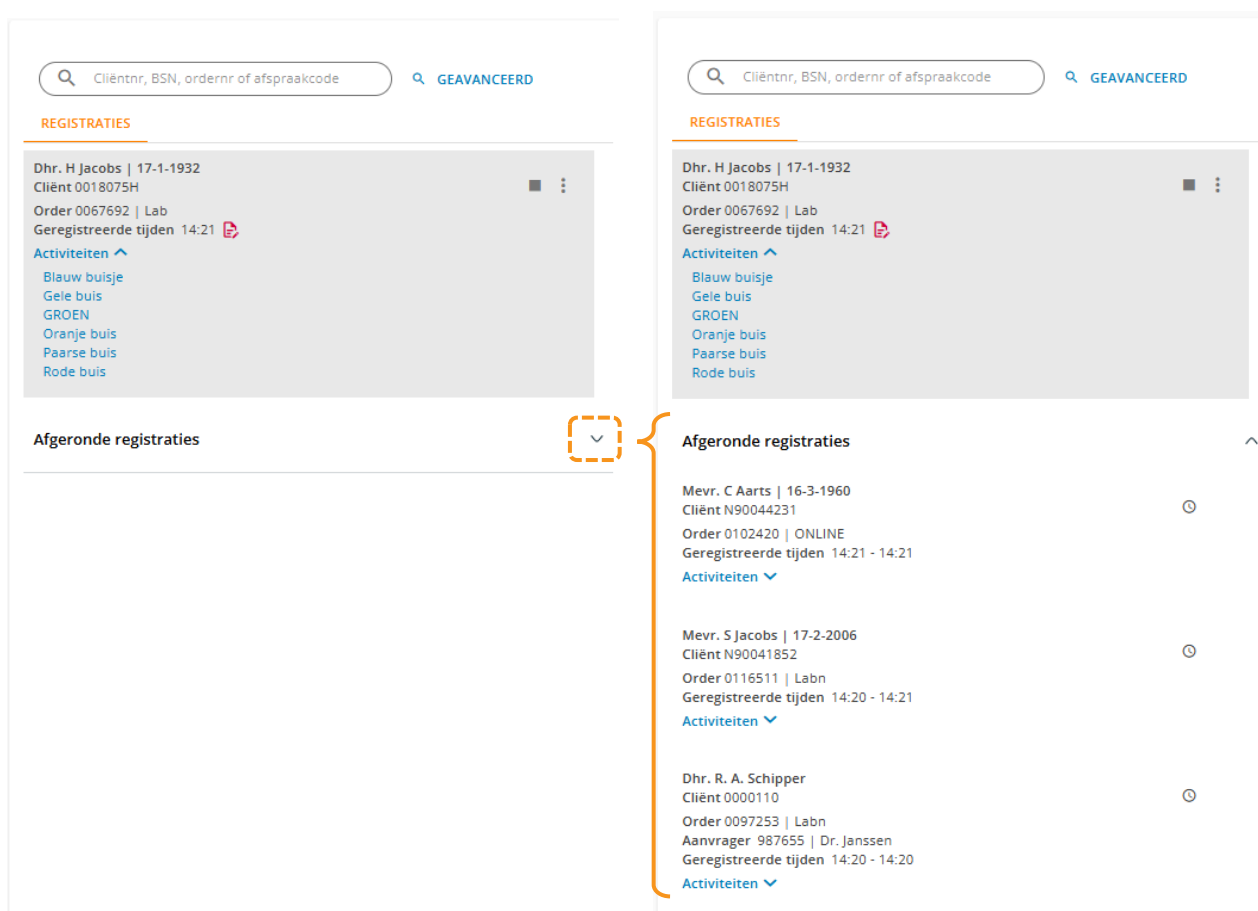 Cliëntnr, BSN, ordernr of afspraakcode
GEAVANCEERD
REGISTRATIES
Dhr. H Jacobs | 17-1-1932
Cliënt 0018075H
Order 0067692 | Lab
Geregistreerde tijden 14:21
Activiteiten
Blauw buisje
Gele buis
GROEN
Oranje buis
Paarse buis
Rode buis
Afgeronde registraties
Cliëntnr, BSN, ordernr of afspraakcode
GEAVANCEERD
REGISTRATIES
Dhr. H Jacobs | 17-1-1932
Cliënt 0018075H
Order 0067692 | Lab
Geregistreerde tijden 14:21
Activiteiten
Blauw buisje
Gele buis
GROEN
Oranje buis
Paarse buis
Rode buis
Afgeronde registraties
Mevr. C Aarts | 16-3-1960
Cliënt N90044231
Order 0102420 | ONLINE
Geregistreerde tijden 14:21 - 14:21
Activiteiten
Mevr. S Jacobs | 17-2-2006
Cliënt N90041852
Order 0116511 | Labn
Geregistreerde tijden 14:20 - 14:21
Activiteiten
Dhr. R. A. Schipper
Cliënt 0000110
Order 0097253 | Labn
Aanvrager 987655 | Dr. Janssen
Geregistreerde tijden 14:20 - 14:20
Activiteiten